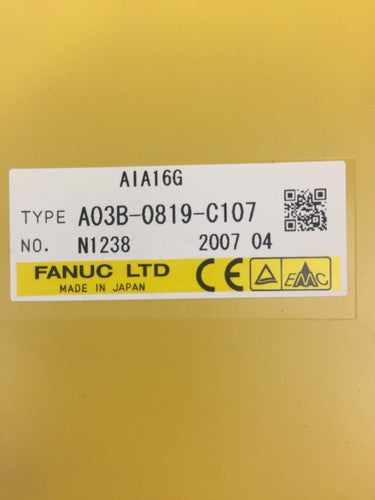 AIA16G
TYPE A03B-0819-C107
NO. N1238 2007 04
FANUC LTD CE EMC
MADE IN JAPAN